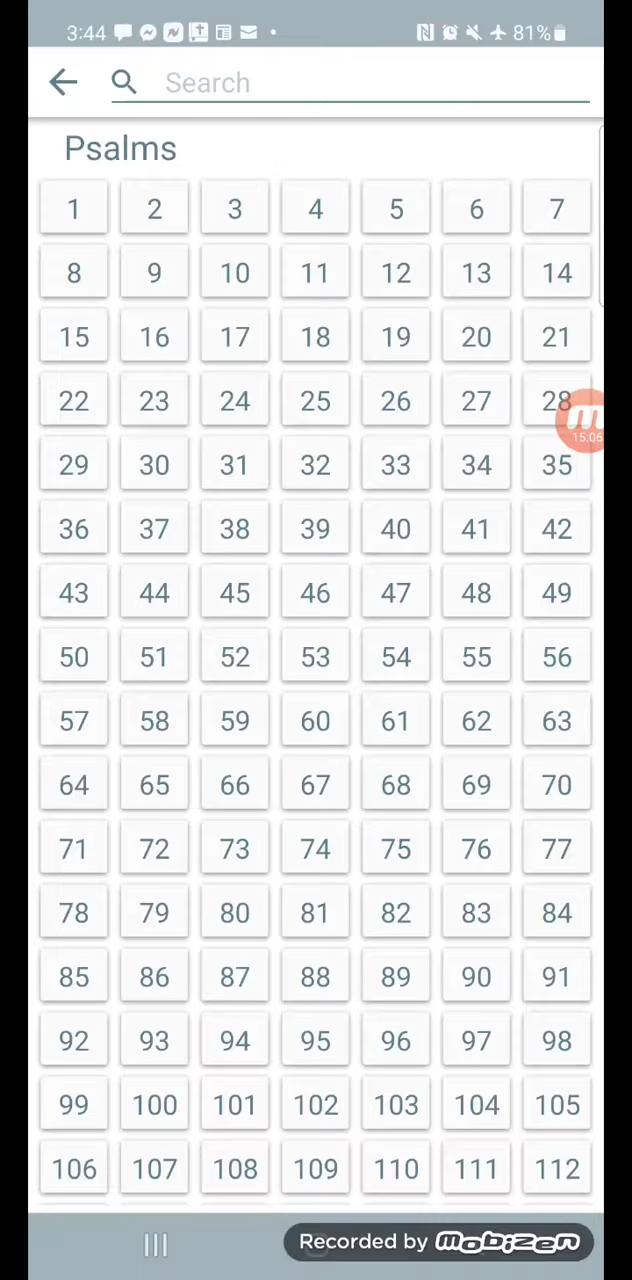 3:44 81%
Search
Psalms
1 2 3 4 5 6 7
8 9 10 11 12 13 14
15 16 17 18 19 20 21
22 23 24 25 26 27 28
m
15:06
29 30 31 32 33 34 35
36 37 38 39 40 41 42
43 44 45 46 47 48 49
50 51 52 53 54 55 56
57 58 59 60 61 62 63
64 65 66 67 68 69 70
71 72 73 74 75 76 77
78 79 80 81 82 83 84
85 86 87 88 89 90 91
92 93 94 95 96 97 98
99 100 101 102 103 104 105
106 107 108 109 110 111 112
Recorded by mobizen